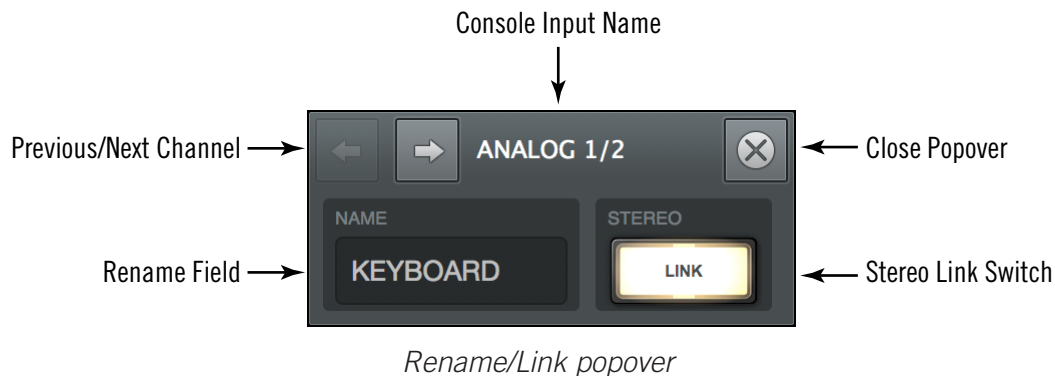 Console Input Name
Previous/Next Channel
ANALOG 1/2
Close Popover
NAME
STEREO
Rename Field
KEYBOARD
LINK
Stereo Link Switch
Rename/Link popover